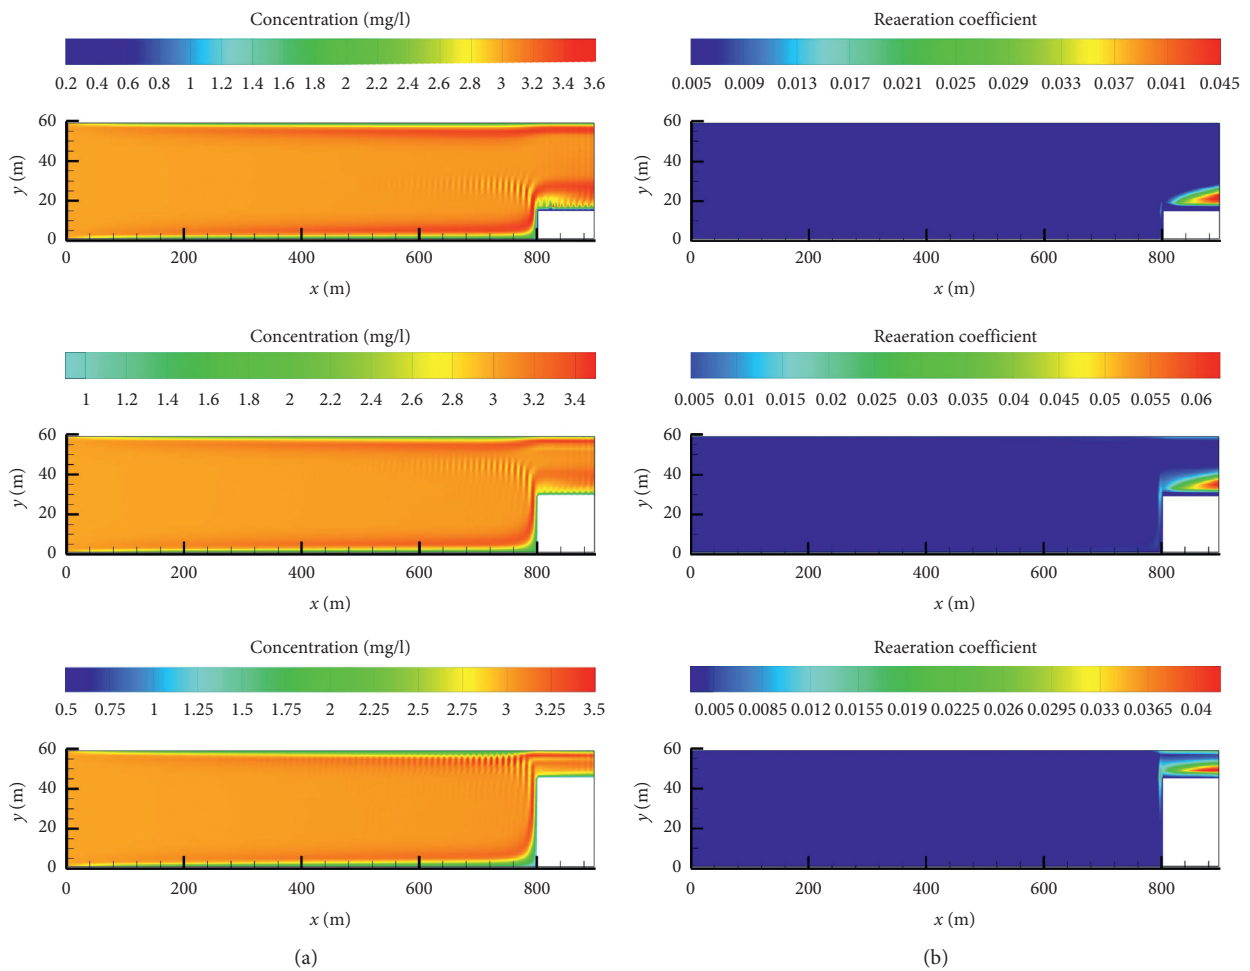 Concentration (mg/l)
0.2 0.4 0.6 0.8 1 1.2 1.4 1.6 1.8 2 2.2 2.4 2.6 2.8 3 3.2 3.4 3.6
60
40
20
0
y (m)
0 200 400 600 800
x (m)
Reaeration coefficient
0.005 0.009 0.013 0.017 0.021 0.025 0.029 0.033 0.037 0.041 0.045
60
40
20
0
y (m)
0 200 400 600 800
x (m)
Concentration (mg/l)
1 1.2 1.4 1.6 1.8 2 2.2 2.4 2.6 2.8 3 3.2 3.4
60
40
20
0
y (m)
0 200 400 600 800
x (m)
Reaeration coefficient
0.005 0.01 0.015 0.02 0.025 0.03 0.035 0.04 0.045 0.05 0.055 0.06
60
40
20
0
y (m)
0 200 400 600 800
x (m)
Concentration (mg/l)
0.5 0.75 1 1.25 1.5 1.75 2 2.25 2.5 2.75 3 3.25 3.5
60
40
20
0
y (m)
0 200 400 600 800
x (m)
(a)
Reaeration coefficient
0.005 0.0085 0.012 0.0155 0.019 0.0225 0.026 0.0295 0.033 0.0365 0.04
60
40
20
0
y (m)
0 200 400 600 800
x (m)
(b)